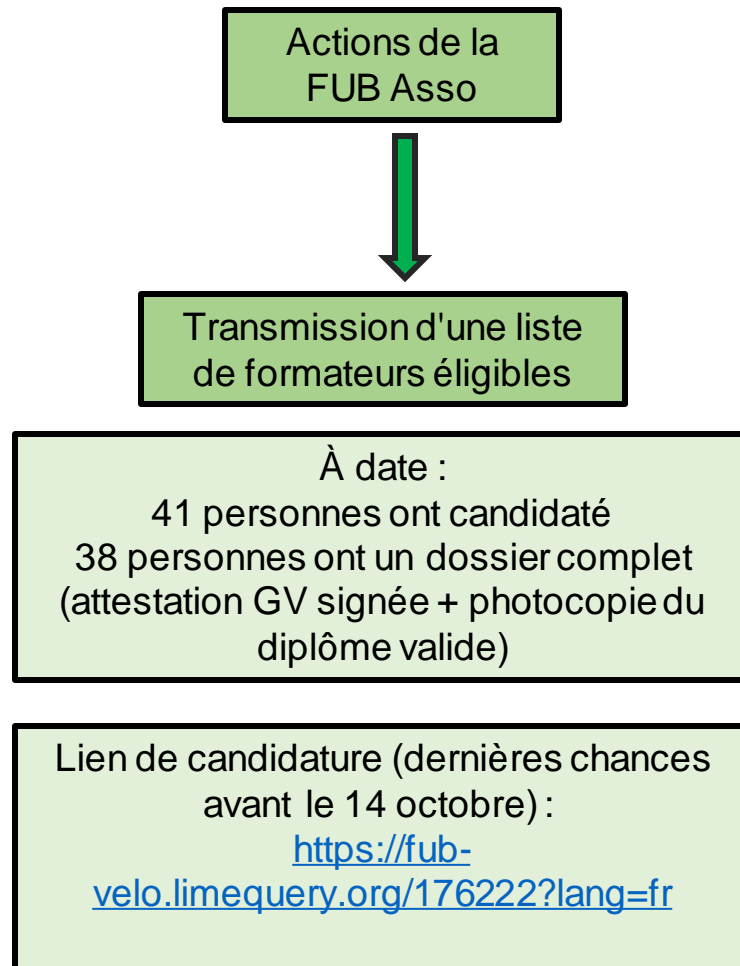 Actions de la
FUB Asso
Transmission d'une liste
de formateurs éligibles
À date :
41 personnes ont candidaté
38 personnes ont un dossier complet
(attestation GV signée + photocopie du
diplôme valide)
Lien de candidature (dernières chances
avant le 14 octobre) :
https://fub-
velo.limequery.org/176222?lang=fr